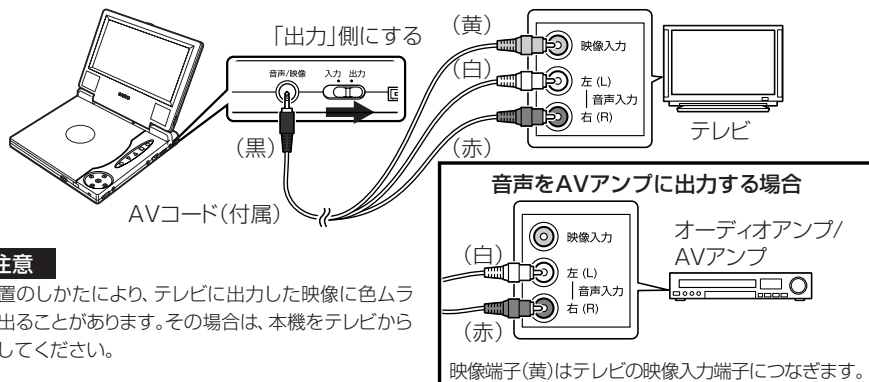 「出力」側にする
音声/映像
入力 出力
(黒)
AVコード(付属)
(黄)
(白)
(赤)
映像入力
左 (L)
音声入力
右 (R)
テレビ
注意
置のしかたにより、テレビに出力した映像に色ムラ
出ることがあります。その場合は、本機をテレビから
してください。
音声をAVアンプに出力する場合
(白)
(赤)
映像入力
左 (L)
音声入力
右 (R)
オーディオアンプ/
AVアンプ
映像端子(黄)はテレビの映像入力端子につなぎます。